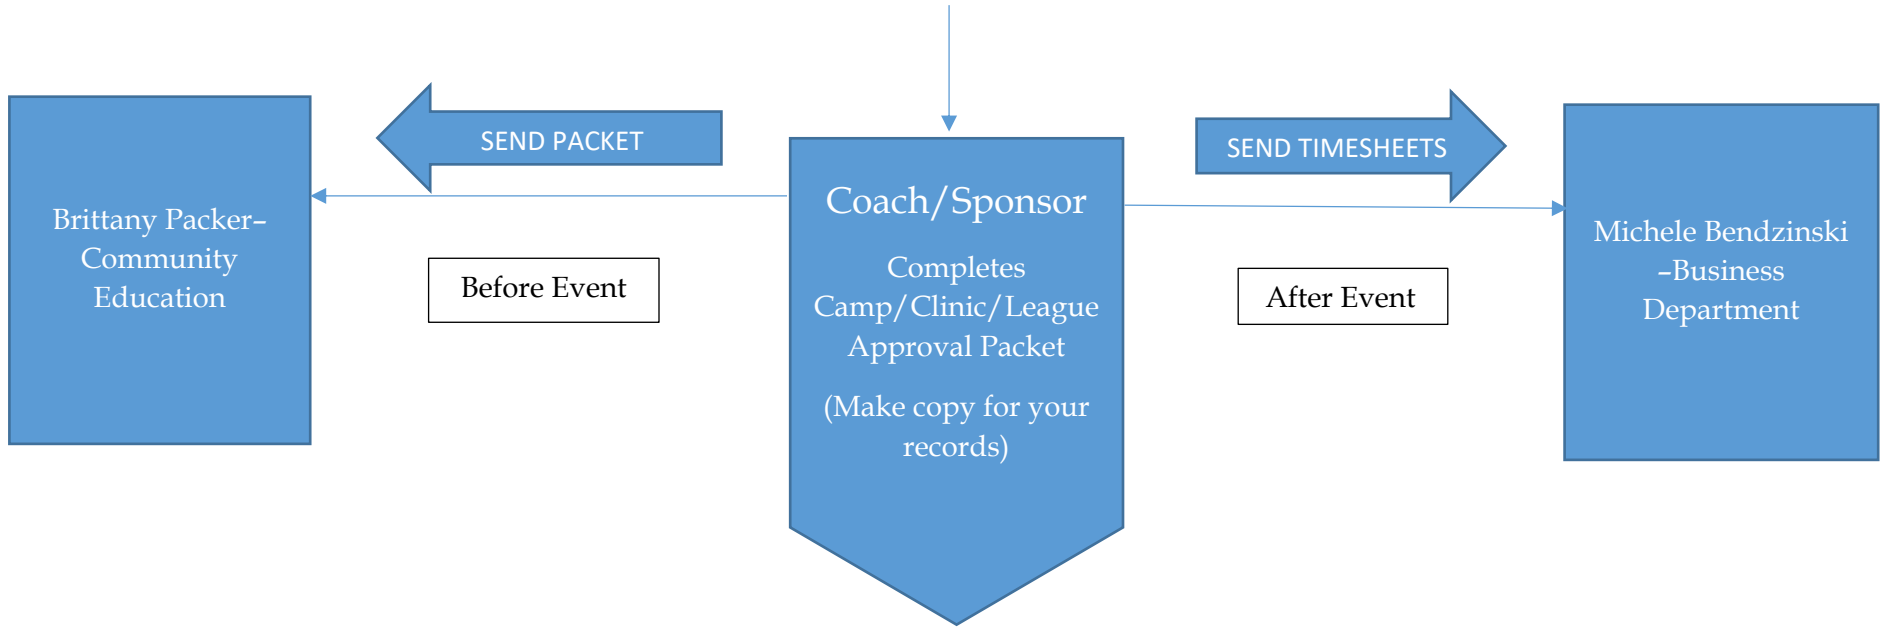 SEND PACKET
SEND TIMESHEETS
Brittany Packer–
Community
Education
Before Event
Coach/Sponsor
Completes
Camp/Clinic/League
Approval Packet
(Make copy for your
records)
After Event
Michele Bendzinski
–Business
Department